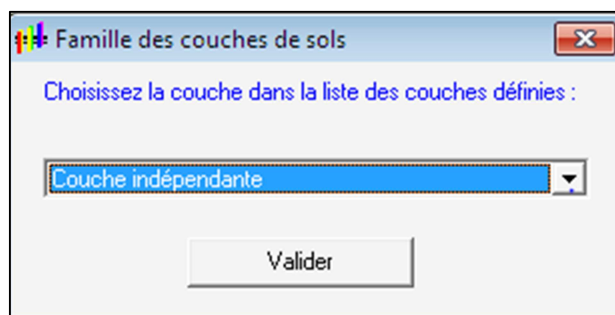 Famille des couches de sols
Choisissez la couche dans la liste des couches définies :
Couche indépendante
Valider